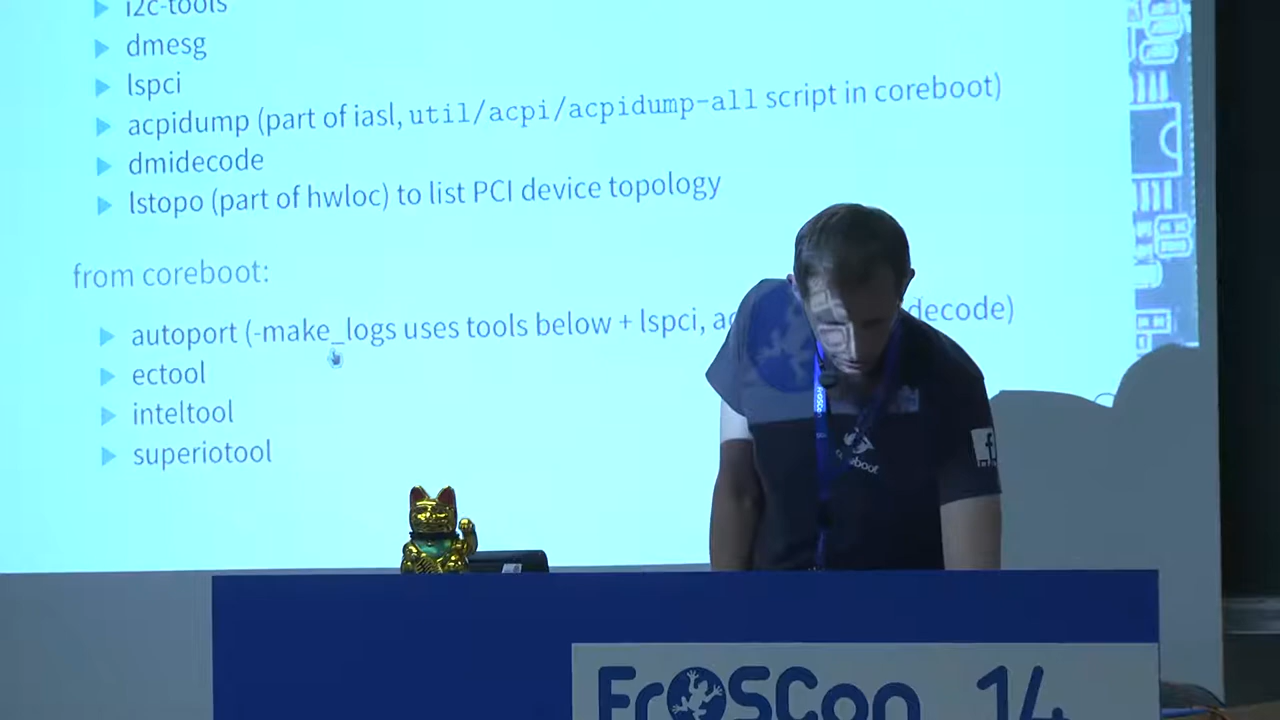 i2c-tools
dmesg
lspci
acpidump (part of iasl, util/acpi/acpidump-all script in coreboot)
dmidecode
lstopo (part of hwloc) to list PCI device topology
from coreboot:
autoport (-make_logs uses tools below + lspci, decode)
ectool
inteltool
superiotool
FrOSCon
f
FrOSCon 14